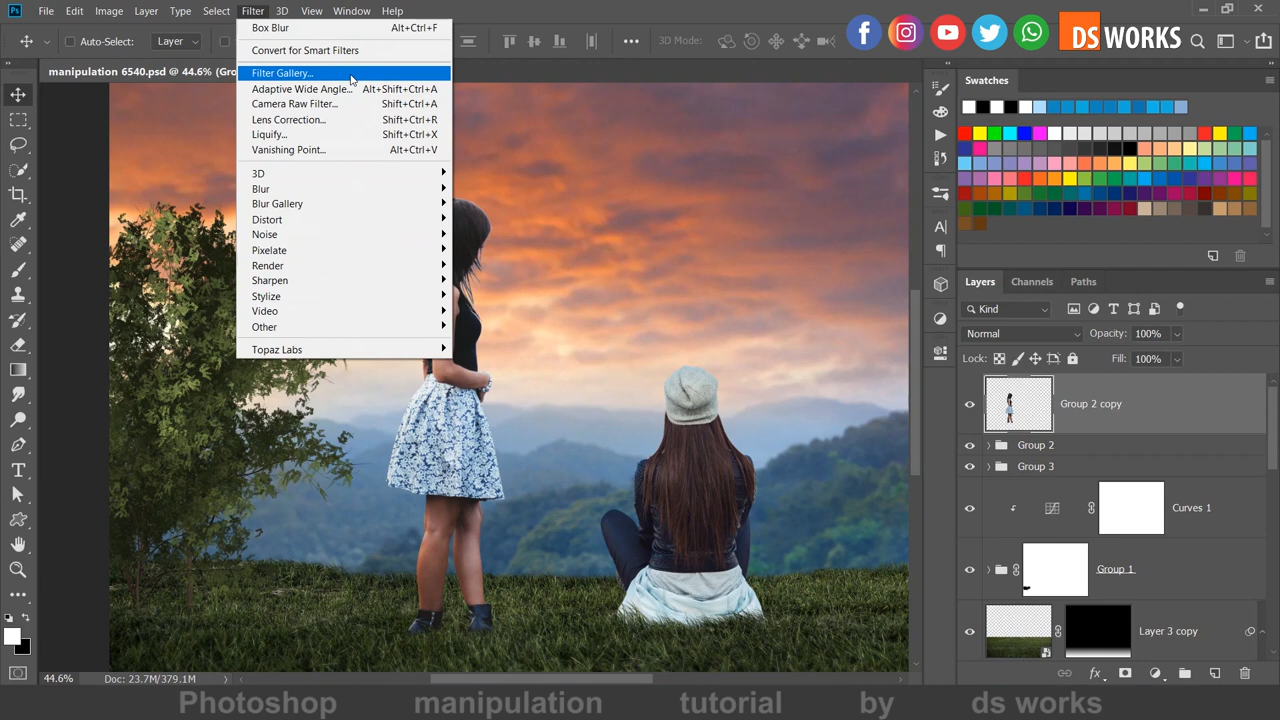 Ps File Edit Image Layer Type Select Filter 3D View Window Help
Auto-Select: Layer 3D Mode: DS WORKS
manipulation 6540.psd @ 44.6% (Gro
Box Blur Alt+Ctrl+F
Convert for Smart Filters
Filter Gallery...
Adaptive Wide Angle... Alt+Shift+Ctrl+A
Camera Raw Filter... Shift+Ctrl+A
Lens Correction... Shift+Ctrl+R
Liquify... Shift+Ctrl+X
Vanishing Point... Alt+Ctrl+V
3D
Blur
Blur Gallery
Distort
Noise
Pixelate
Render
Sharpen
Stylize
Video
Other
Topaz Labs
Swatches
Layers Channels Paths
Kind
Normal Opacity: 100%
Lock: Fill: 100%
Group 2 copy
Group 2
Group 3
Curves 1
Group 1
Layer 3 copy
fx
44.6% Doc: 23.7M/379.1M
Photoshop manipulation tutorial by ds works